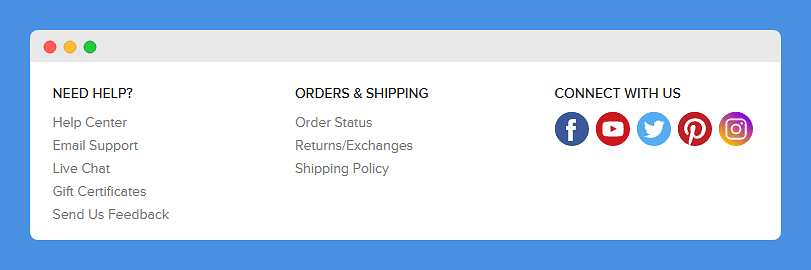 NEED HELP?
Help Center
Email Support
Live Chat
Gift Certificates
Send Us Feedback
ORDERS & SHIPPING
Order Status
Returns/Exchanges
Shipping Policy
CONNECT WITH US